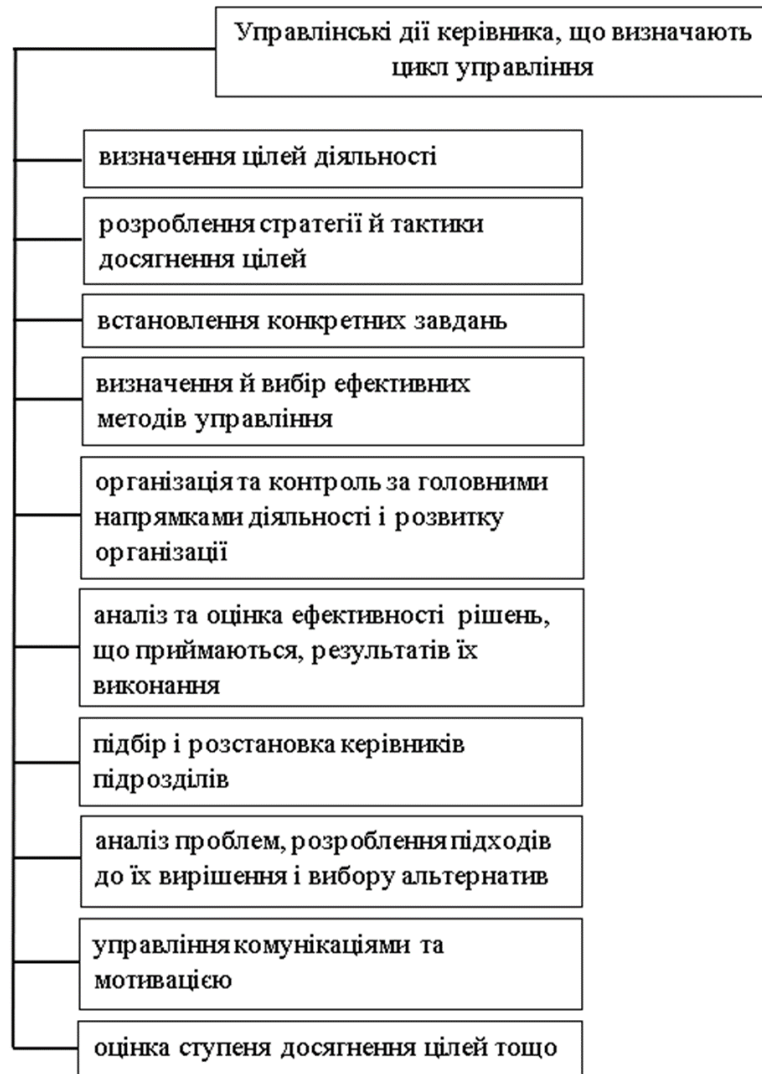 Управлінські дії керівника, що визначають
цикл управління
визначення цілей діяльності
розроблення стратегії й тактики
досягнення цілей
встановлення конкретних завдань
визначення й вибір ефективних
методів управління
організація та контроль за головними
напрямками діяльності і розвитку
організації
аналіз та оцінка ефективності рішень,
що приймаються, результатів їх
виконання
підбір і розстановка керівників
підрозділів
аналіз проблем, розроблення підходів
до їх вирішення і вибору альтернатив
управління комунікаціями та
мотивацією
оцінка ступеня досягнення цілей тощо